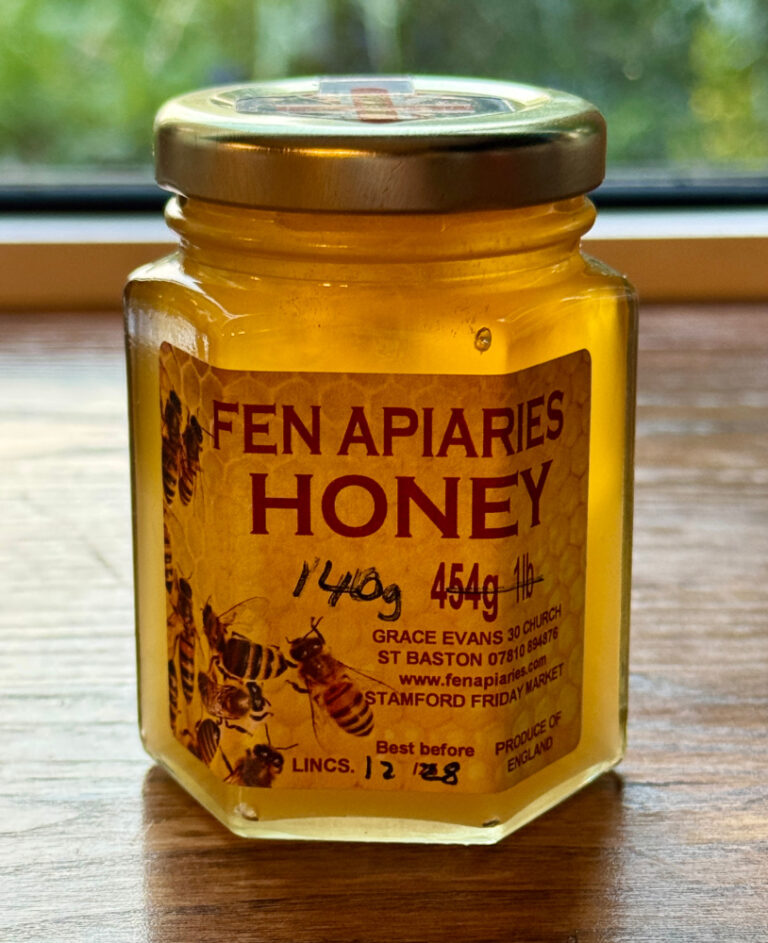 FEN APIARIES
HONEY
140g 454g 1lb
GRACE EVANS 30 CHURCH
ST BASTON 07810 894876
www.fenapiaries.com
STAMFORD FRIDAY MARKET
Best before PRODUCE OF
LINCS. 12 28 ENGLAND